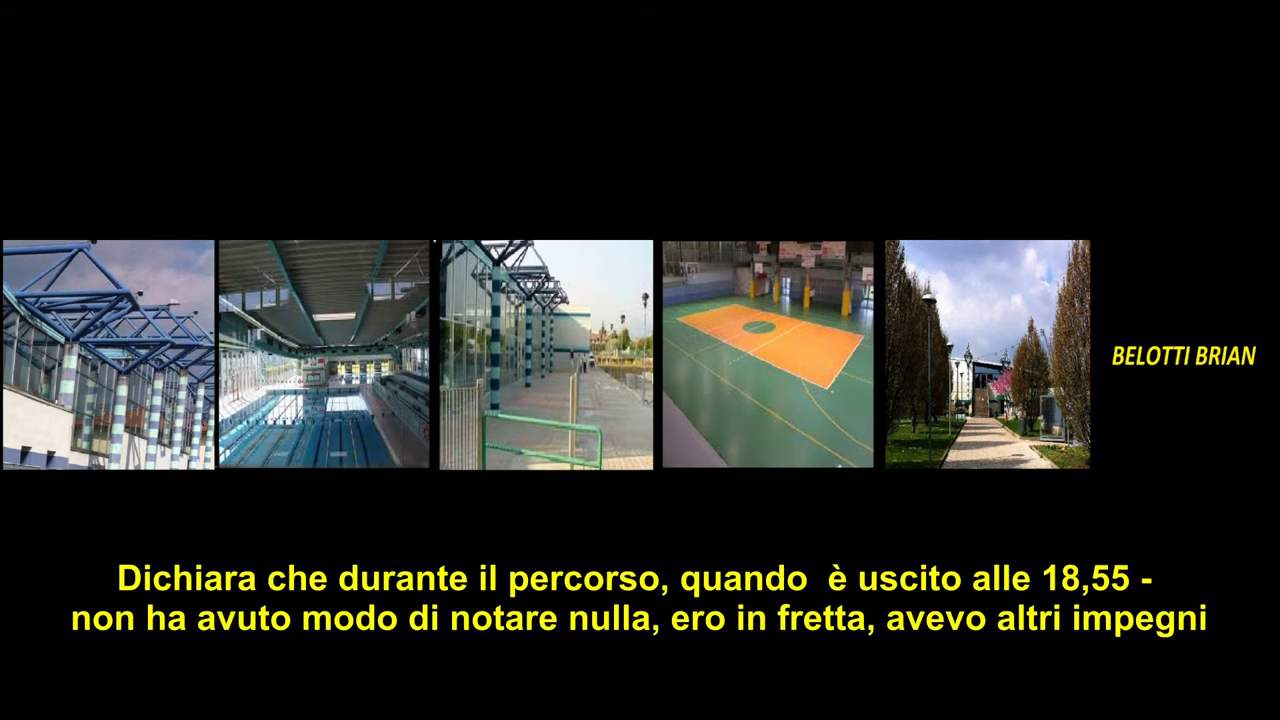 BELOTTI BRIAN
Dichiara che durante il percorso, quando  è uscito alle 18,55 -
non ha avuto modo di notare nulla, ero in fretta, avevo altri impegni